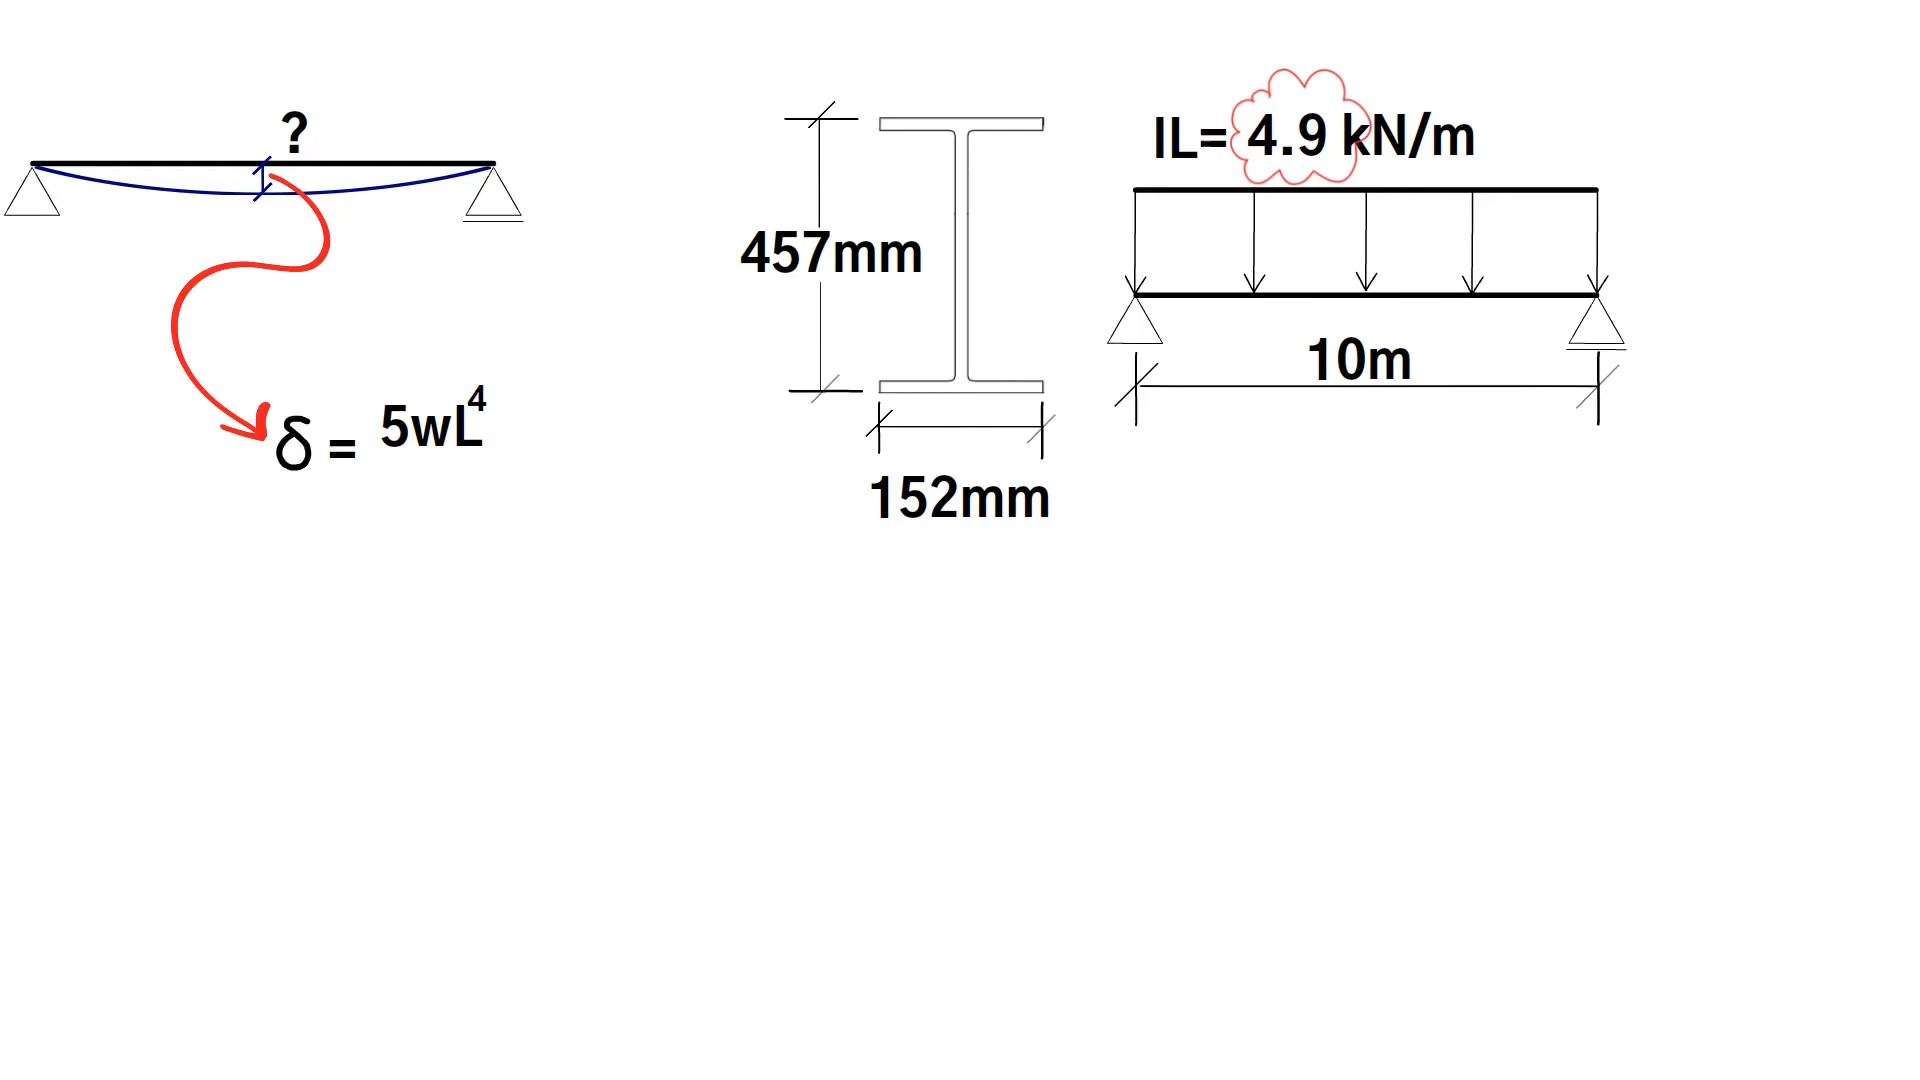 ?
δ = 5wL⁴
457mm
152mm
IL= 4.9 kN/m
10m